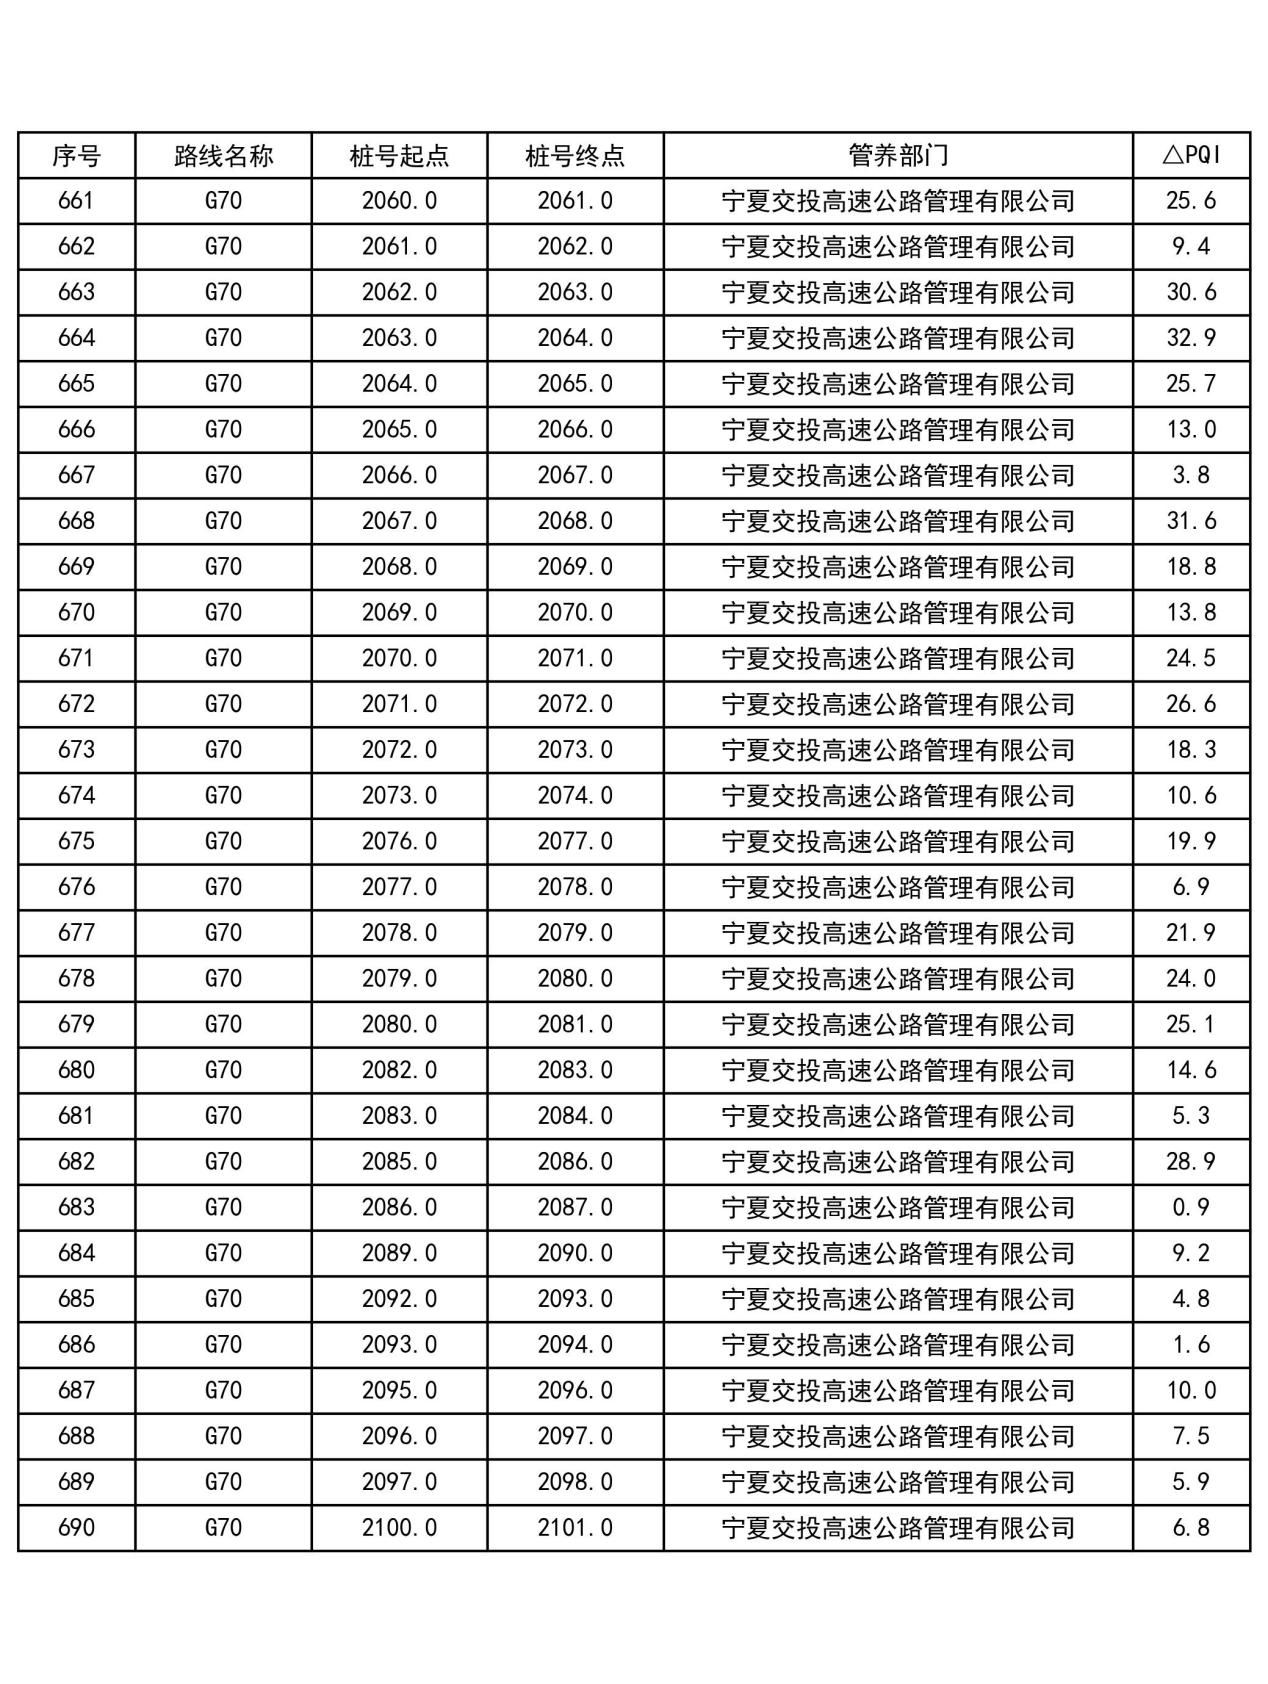 序号 路线名称 桩号起点 桩号终点 管养部门 △PQI
661 G70 2060.0 2061.0 宁夏交投高速公路管理有限公司 25.6
662 G70 2061.0 2062.0 宁夏交投高速公路管理有限公司 9.4
663 G70 2062.0 2063.0 宁夏交投高速公路管理有限公司 30.6
664 G70 2063.0 2064.0 宁夏交投高速公路管理有限公司 32.9
665 G70 2064.0 2065.0 宁夏交投高速公路管理有限公司 25.7
666 G70 2065.0 2066.0 宁夏交投高速公路管理有限公司 13.0
667 G70 2066.0 2067.0 宁夏交投高速公路管理有限公司 3.8
668 G70 2067.0 2068.0 宁夏交投高速公路管理有限公司 31.6
669 G70 2068.0 2069.0 宁夏交投高速公路管理有限公司 18.8
670 G70 2069.0 2070.0 宁夏交投高速公路管理有限公司 13.8
671 G70 2070.0 2071.0 宁夏交投高速公路管理有限公司 24.5
672 G70 2071.0 2072.0 宁夏交投高速公路管理有限公司 26.6
673 G70 2072.0 2073.0 宁夏交投高速公路管理有限公司 18.3
674 G70 2073.0 2074.0 宁夏交投高速公路管理有限公司 10.6
675 G70 2076.0 2077.0 宁夏交投高速公路管理有限公司 19.9
676 G70 2077.0 2078.0 宁夏交投高速公路管理有限公司 6.9
677 G70 2078.0 2079.0 宁夏交投高速公路管理有限公司 21.9
678 G70 2079.0 2080.0 宁夏交投高速公路管理有限公司 24.0
679 G70 2080.0 2081.0 宁夏交投高速公路管理有限公司 25.1
680 G70 2082.0 2083.0 宁夏交投高速公路管理有限公司 14.6
681 G70 2083.0 2084.0 宁夏交投高速公路管理有限公司 5.3
682 G70 2085.0 2086.0 宁夏交投高速公路管理有限公司 28.9
683 G70 2086.0 2087.0 宁夏交投高速公路管理有限公司 0.9
684 G70 2089.0 2090.0 宁夏交投高速公路管理有限公司 9.2
685 G70 2092.0 2093.0 宁夏交投高速公路管理有限公司 4.8
686 G70 2093.0 2094.0 宁夏交投高速公路管理有限公司 1.6
687 G70 2095.0 2096.0 宁夏交投高速公路管理有限公司 10.0
688 G70 2096.0 2097.0 宁夏交投高速公路管理有限公司 7.5
689 G70 2097.0 2098.0 宁夏交投高速公路管理有限公司 5.9
690 G70 2100.0 2101.0 宁夏交投高速公路管理有限公司 6.8